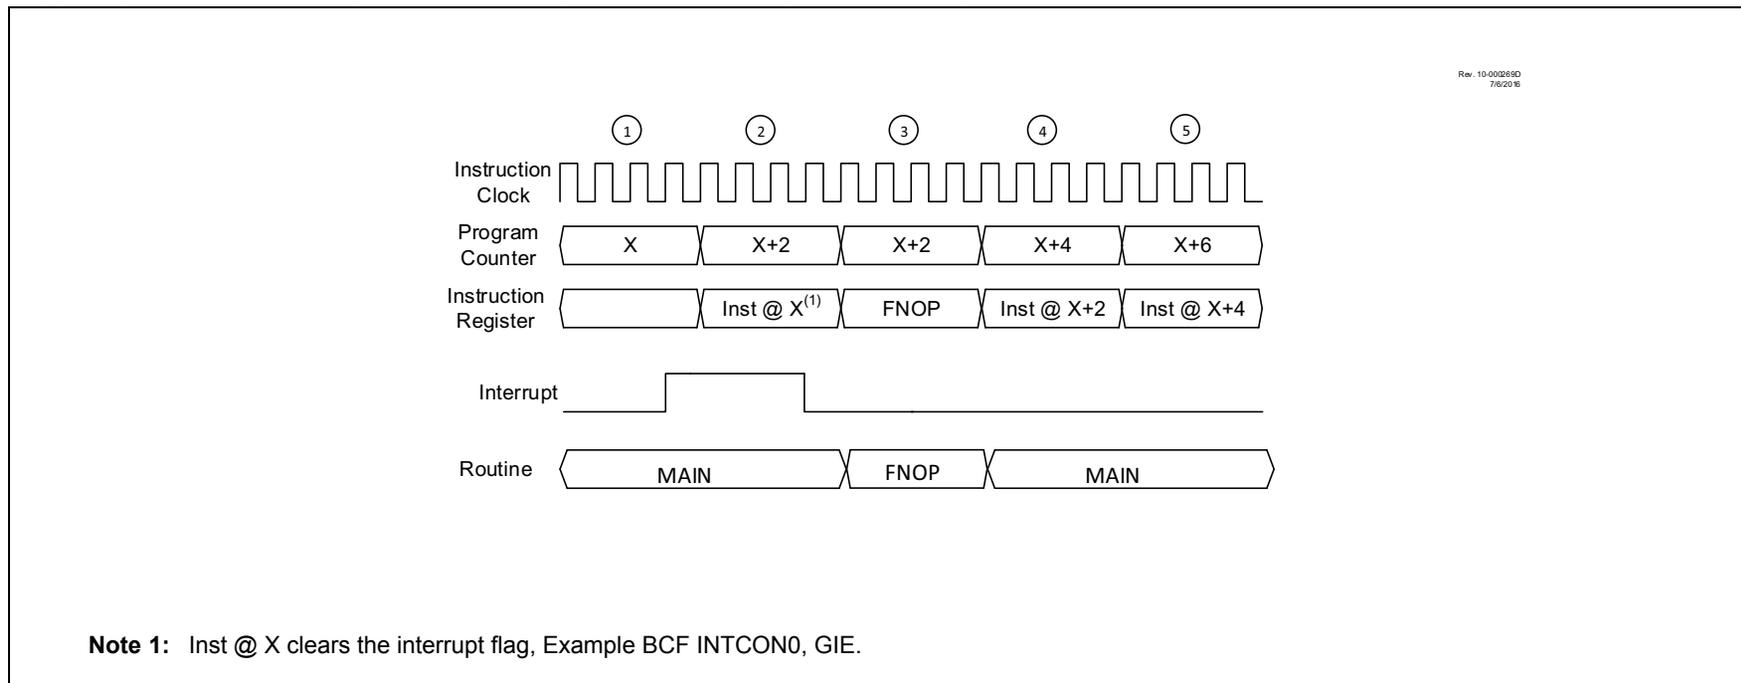 Rev. 10-000269D
7/6/2016
1 2 3 4 5
Instruction
Clock
Program
Counter
X X+2 X+2 X+4 X+6
Instruction
Register
Inst @ X(1) FNOP Inst @ X+2 Inst @ X+4
Interrupt
Routine
MAIN FNOP MAIN
Note 1: Inst @ X clears the interrupt flag, Example BCF INTCON0, GIE.